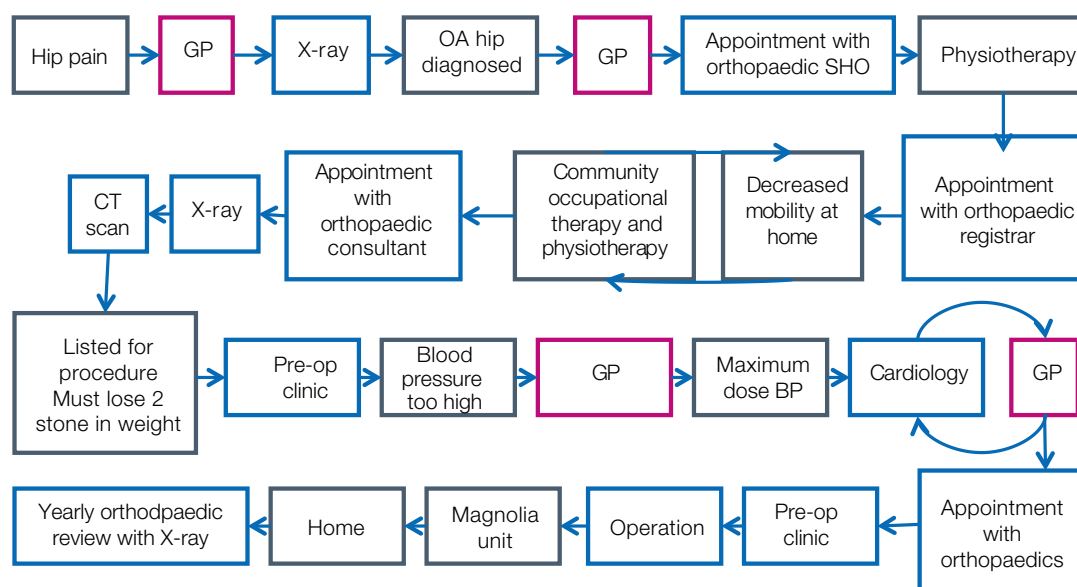 Hip pain
GP
X-ray
OA hip
diagnosed
GP
Appointment with
orthopaedic SHO
Physiotherapy
Appointment
with orthopaedic
registrar
Decreased
mobility at
home
Community
occupational
therapy and
physiotherapy
Appointment
with
orthopaedic
consultant
X-ray
CT
scan
Listed for
procedure
Must lose 2
stone in weight
Pre-op
clinic
Blood
pressure
too high
GP
Maximum
dose BP
Cardiology
GP
Appointment
with
orthopaedics
Pre-op
clinic
Operation
Magnolia
unit
Home
Yearly orthodpaedic
review with X-ray